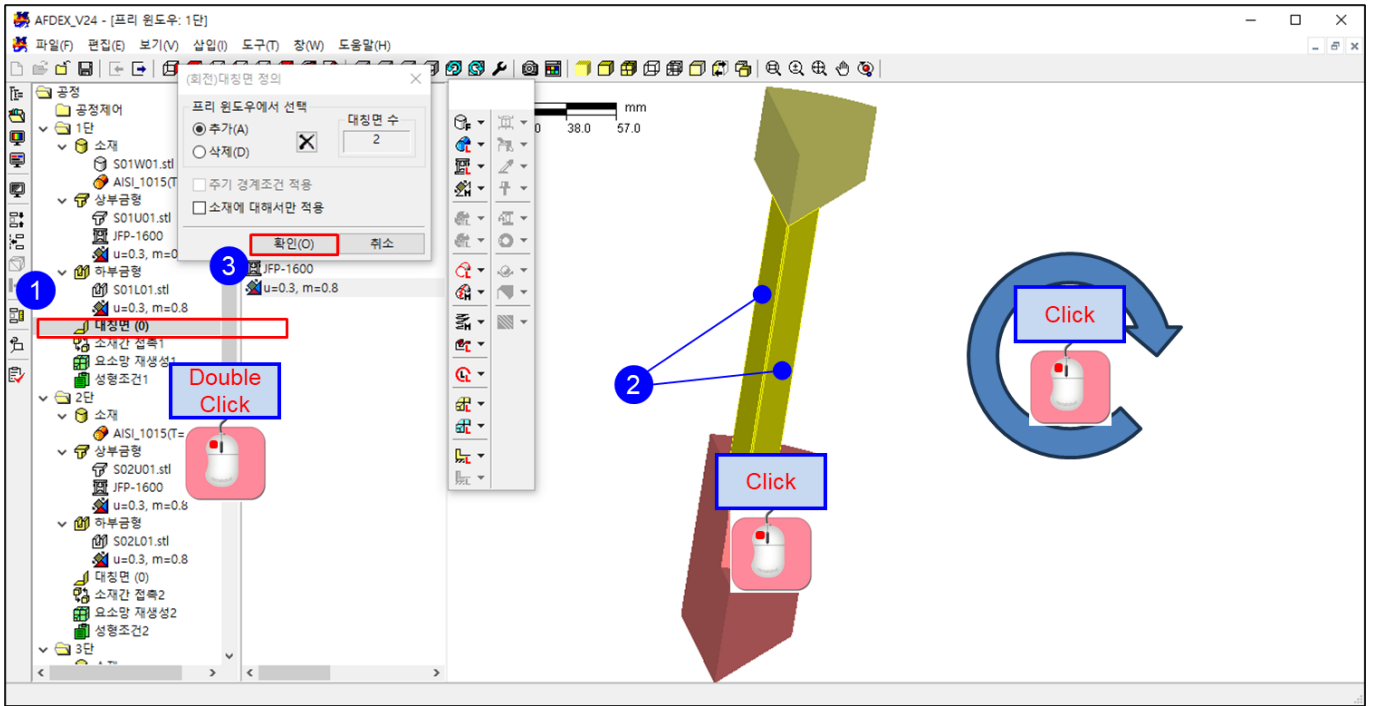 AFDEX_V24 - [프리 윈도우: 1단]
파일(F) 편집(E) 보기(V) 삽입(I) 도구(T) 창(W) 도움말(H)
(회전)대칭면 정의
프리 윈도우에서 선택
추가(A)
삭제(D)
대칭면 수
2
주기 경계조건 적용
소재에 대해서만 적용
확인(O) 취소
3
JFP-1600
u=0.3, m=0.8
공정
공정제어
1단
소재
S01W01.stl
AISI_1015(T
상부금형
S01U01.stl
JFP-1600
u=0.3, m=0
하부금형
1
S01L01.stl
u=0.3, m=0.8
대칭면 (0)
소재간 접촉1
요소망 재생성1
성형조건1
Double
Click
2단
소재
AISI_1015(T=
상부금형
S02U01.stl
JFP-1600
u=0.3, m=0.8
하부금형
S02L01.stl
u=0.3, m=0.8
대칭면 (0)
소재간 접촉2
요소망 재생성2
성형조건2
3단
mm
0 38.0 57.0
2
Click
Click